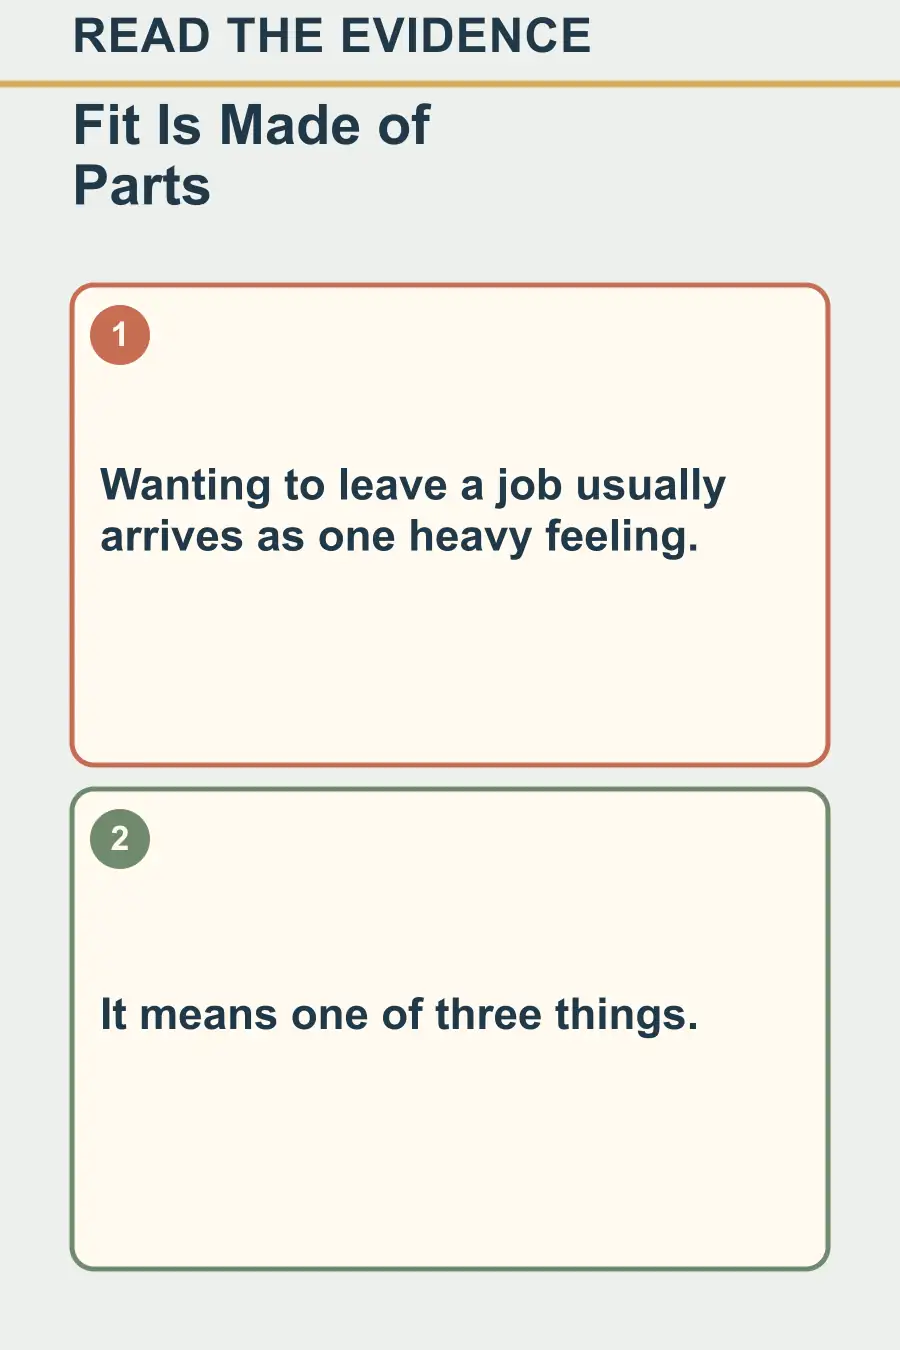 READ THE EVIDENCE
Fit Is Made of
Parts
1
Wanting to leave a job usually
arrives as one heavy feeling.
2
It means one of three things.